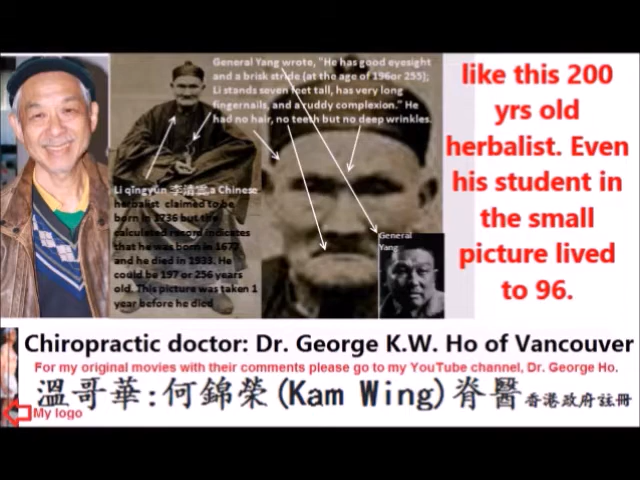 General Yang wrote, "He has good eyesight
and a brisk stride (at the age of 196or 255);
Li stands seven feet tall, has very long
fingernails, and a ruddy complexion." He
had no hair, no teeth but no deep wrinkles.
Li qīngyún 李清雲,a Chinese
herbalist claimed to be
born in 1736 but the
calculated record indicates
that he was born in 1677
and he died in 1933. He
could be 197 or 256 years
old. This picture was taken 1
year before he died
General
Yang
like this 200
yrs old
herbalist. Even
his student in
the small
picture lived
to 96.
Chiropractic doctor: Dr. George K.W. Ho of Vancouver
For my original movies with their comments please go to my YouTube channel, Dr. George Ho.
溫哥華:何錦榮(Kam Wing)脊醫香港政府註冊
My logo